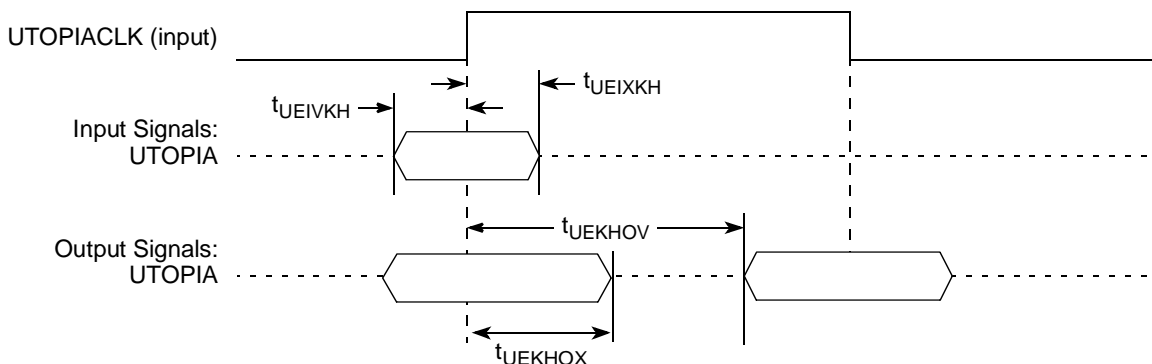 UTOPIACLK (input)
tUEIXKH
tUEIVKH
Input Signals:
UTOPIA
tUEKHOV
Output Signals:
UTOPIA
tUEKHOX